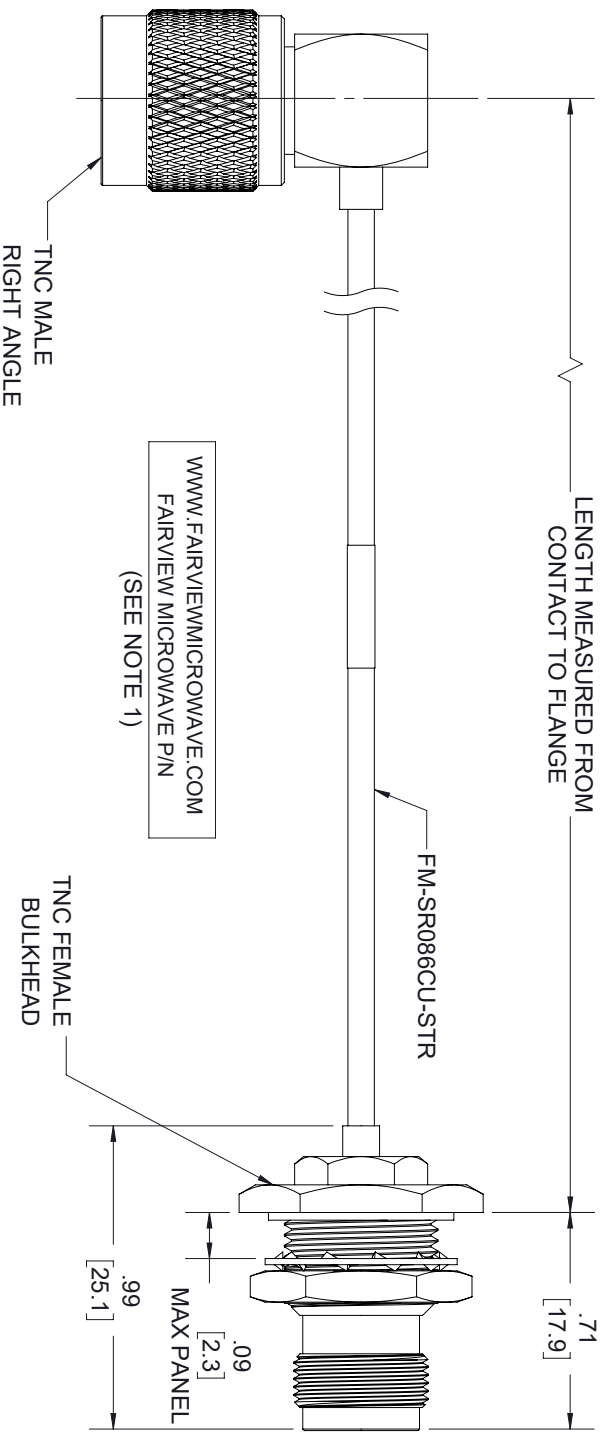 LENGTH MEASURED FROM
CONTACT TO FLANGE
.71
[17.9]
FM-SR086CU-STR
WWW.FAIRVIEWMICROWAVE.COM
FAIRVIEW MICROWAVE P/N
(SEE NOTE 1)
TNC MALE
RIGHT ANGLE
TNC FEMALE
BULKHEAD
.09
[2.3]
MAX PANEL
.99
[25.1]